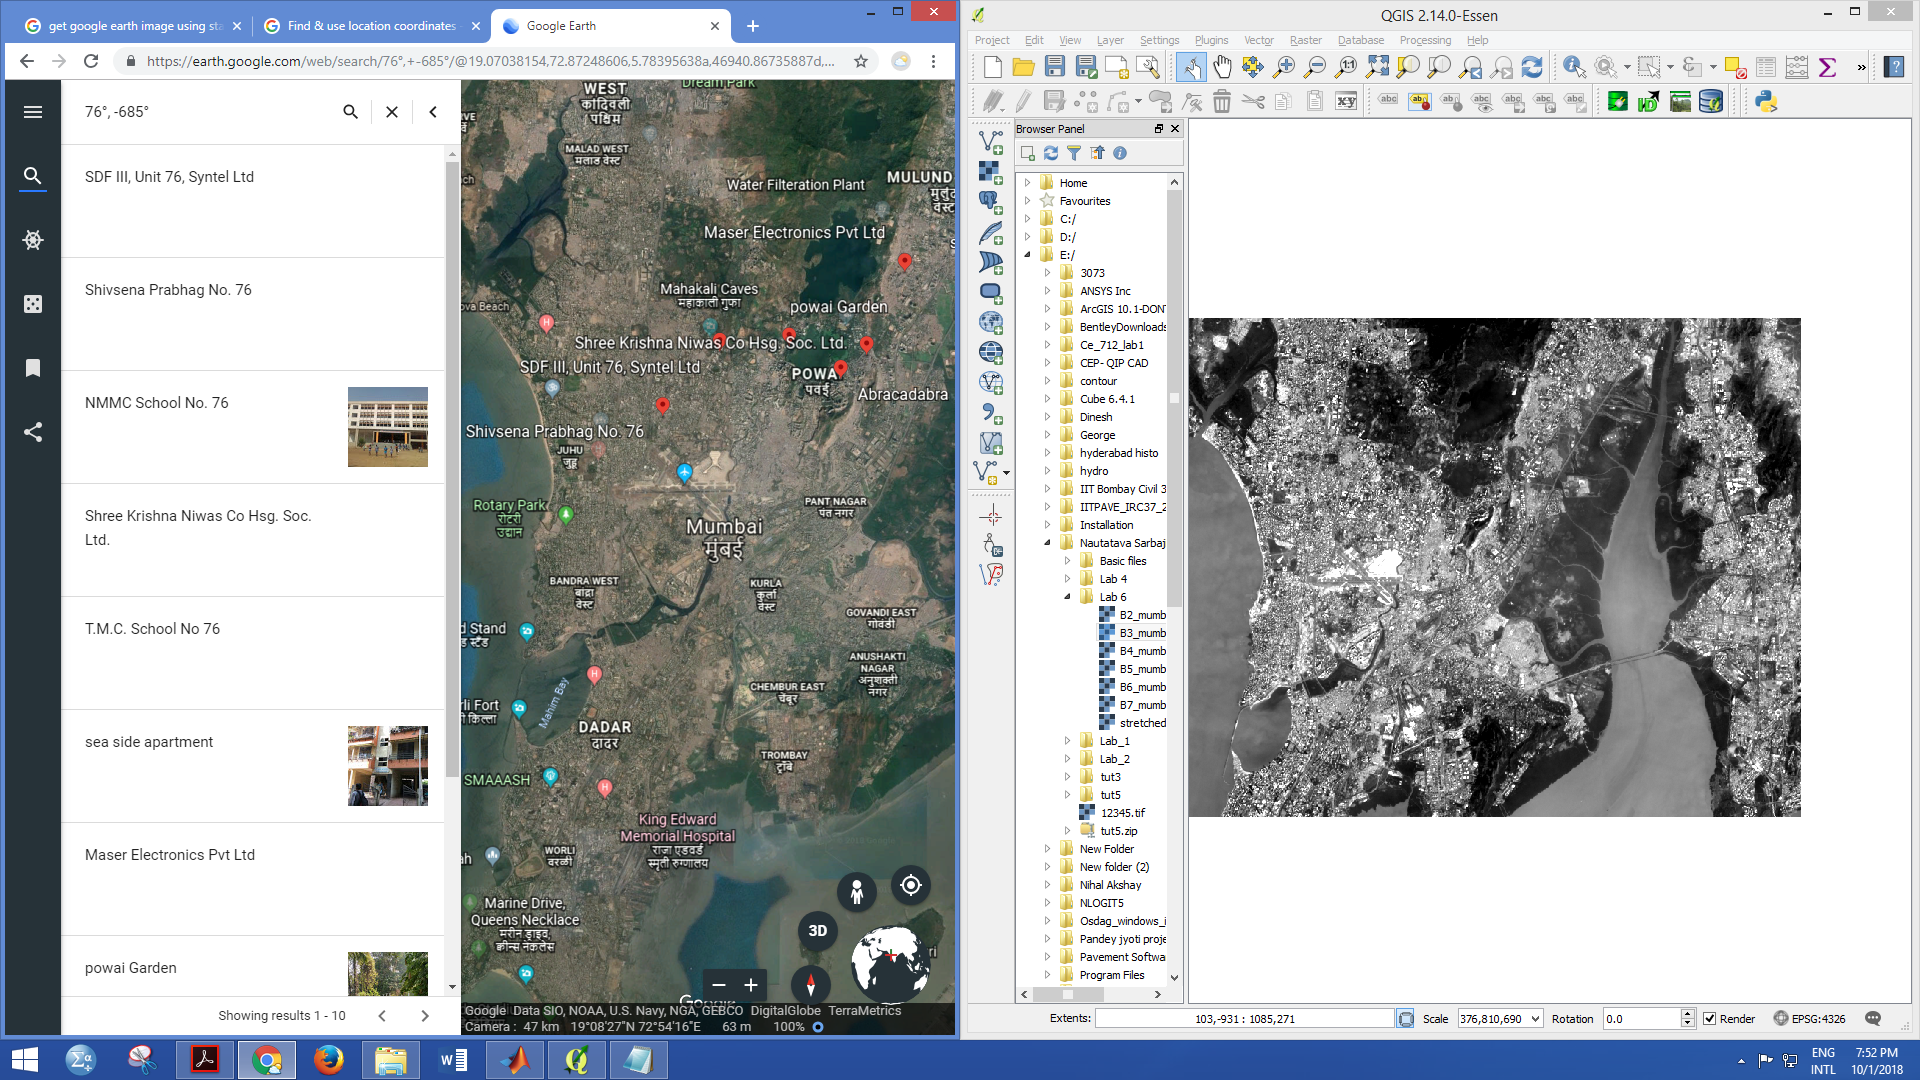 get google earth image using sta
Find & use location coordinates
Google Earth
https://earth.google.com/web/search/76°,+-685°/@19.07038154,72.87248606,5.78395638a,46940.86735887d,...
76°, -685°
SDF III, Unit 76, Syntel Ltd
Shivsena Prabhag No. 76
NMMC School No. 76
Shree Krishna Niwas Co Hsg. Soc.
Ltd.
T.M.C. School No 76
sea side apartment
Maser Electronics Pvt Ltd
powai Garden
Showing results 1 - 10
Dream Park
WEST
कांदिवली
पश्चिम
MALAD WEST
मलाड वेस्ट
Water Filteration Plant
MULUND
Maser Electronics Pvt Ltd
Mahakali Caves
महाकाली गुफा
ova Beach
powai Garden
Shree Krishna Niwas Co Hsg. Soc. Ltd.
SDF III, Unit 76, Syntel Ltd
POWAI
पवई
Abracadabra
Shivsena Prabhag No. 76
JUHU
जुहू
Rotary Park
रोटरी
उद्यान
PANT NAGAR
पंत नगर
Mumbai
मुंबई
BANDRA WEST
बांद्रा
वेस्ट
KURLA
कुर्ला
वेस्ट
GOVANDI EAST
गोवंडी
d Stand
ड स्टैंड
ANUSHAKTI
NAGAR
अनुशक्ती
नगर
CHEMBUR EAST
चेंबूर
rli Fort
Mahim Bay
DADAR
दादर
TROMBAY
ट्रॉंबे
SMAAASH
King Edward
Memorial Hospital
राजा एडवर्ड
स्मृती रुग्णालय
WORLI
वरळी
Marine Drive,
Queens Necklace
मरीन ड्राइव,
क्वीन्स नेकलेस
3D
Google
Google Data SIO, NOAA, U.S. Navy, NGA, GEBCO DigitalGlobe TerraMetrics
Camera : 47 km 19°08'27"N 72°54'16"E 63 m 100%
QGIS 2.14.0-Essen
Project Edit View Layer Settings Plugins Vector Raster Database Processing Help
Browser Panel
Home
Favourites
C:/
D:/
E:/
3073
ANSYS Inc
ArcGIS 10.1-DON
BentleyDownloads
Ce_712_lab1
CEP- QIP CAD
contour
Cube 6.4.1
Dinesh
George
hyderabad histo
hydro
IIT Bombay Civil 3
IITPAVE_IRC37_2
Installation
Nautatava Sarbaj
Basic files
Lab 4
Lab 6
B2_mumb
B3_mumb
B4_mumb
B5_mumb
B6_mumb
B7_mumb
stretched
Lab_1
Lab_2
tut3
tut5
12345.tif
tut5.zip
New Folder
New folder (2)
Nihal Akshay
NLOGIT5
Osdag_windows_i
Pandey jyoti proje
Pavement Softwa
Program Files
Extents: 103,-931 : 1085,271 Scale 376,810,690 Rotation 0.0 Render EPSG:4326
ENG
INTL
7:52 PM
10/1/2018